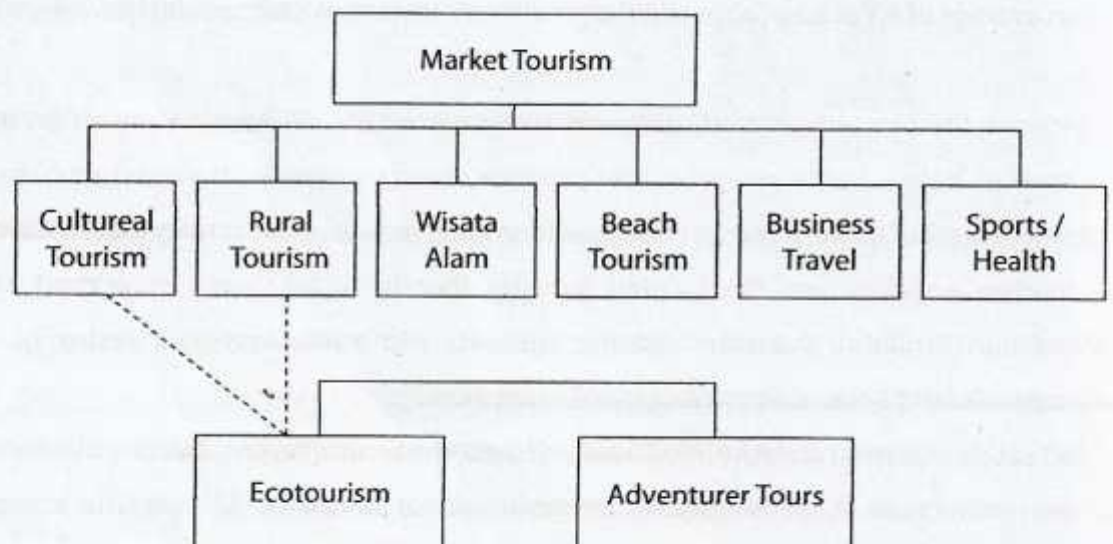 Market Tourism
Cultureal
Tourism
Rural
Tourism
Wisata
Alam
Beach
Tourism
Business
Travel
Sports /
Health
Ecotourism
Adventurer Tours